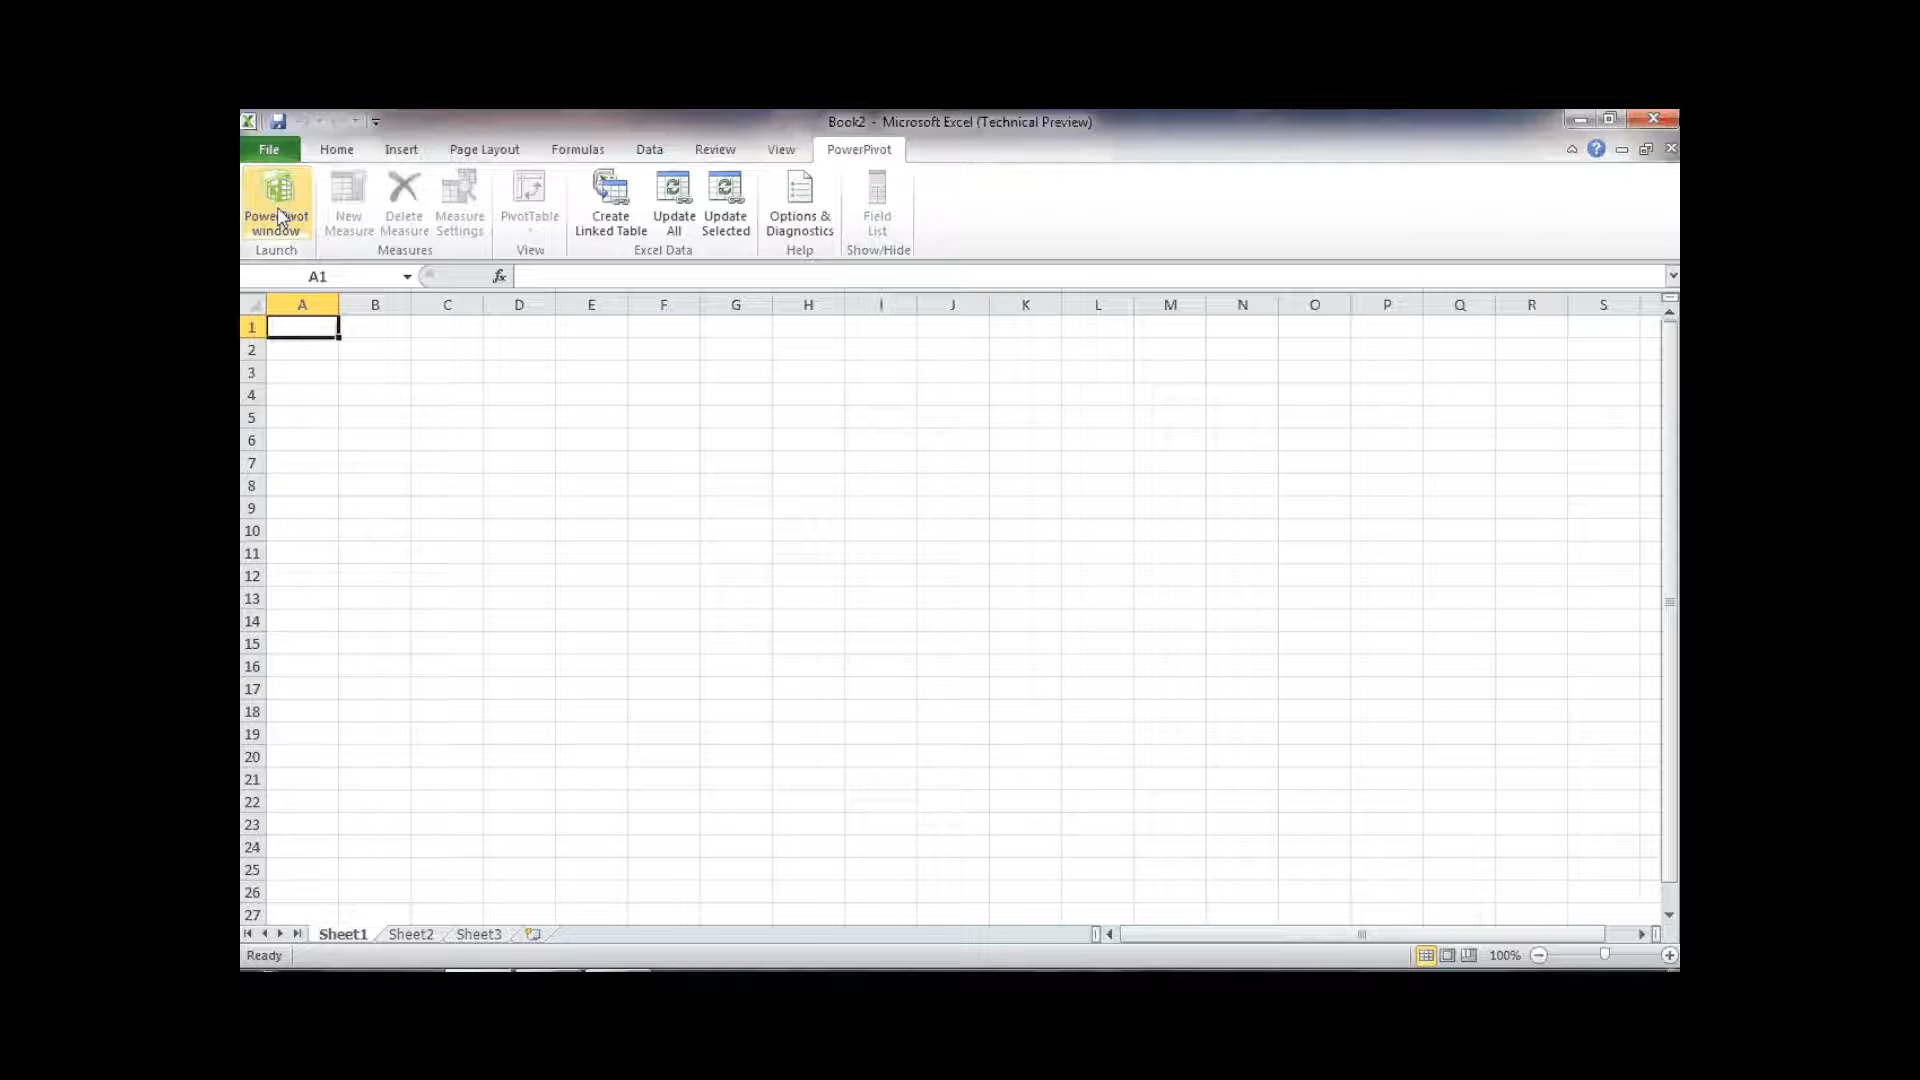 Book2 - Microsoft Excel (Technical Preview)
File Home Insert Page Layout Formulas Data Review View PowerPivot
PowerPivot window
New Measure
Delete Measure
Measure Settings
PivotTable
Create Linked Table
Update All
Update Selected
Options & Diagnostics
Field List
Launch Measures View Excel Data Help Show/Hide
A1 fx
A B C D E F G H I J K L M N O P Q R S
1
2
3
4
5
6
7
8
9
10
11
12
13
14
15
16
17
18
19
20
21
22
23
24
25
26
27
Sheet1 Sheet2 Sheet3
Ready 100%